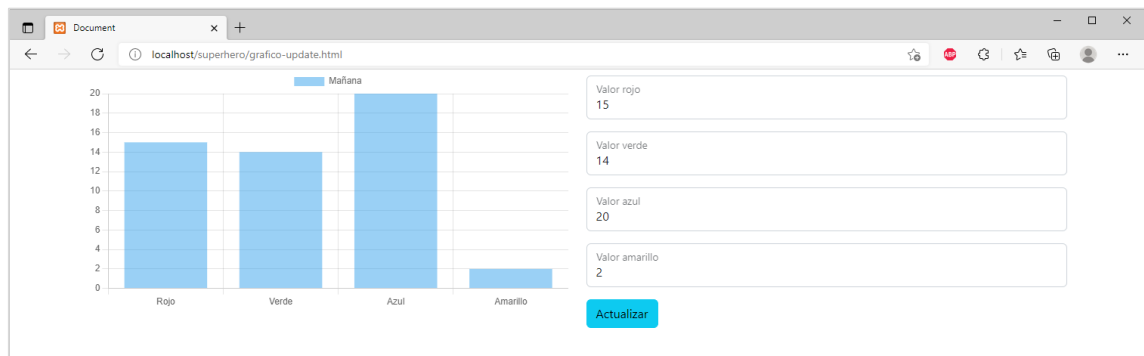 Document
localhost/superhero/grafico-update.html
ABP
Mañana
20
18
16
14
12
10
8
6
4
2
0
Rojo Verde Azul Amarillo
Valor rojo
15
Valor verde
14
Valor azul
20
Valor amarillo
2
Actualizar